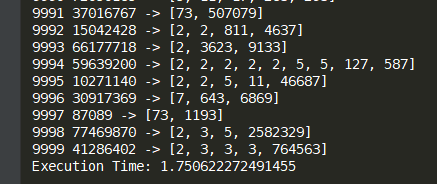 9991 37016767 -> [73, 507079]
9992 15042428 -> [2, 2, 811, 4637]
9993 66177718 -> [2, 3623, 9133]
9994 59639200 -> [2, 2, 2, 2, 2, 5, 5, 127, 587]
9995 10271140 -> [2, 2, 5, 11, 46687]
9996 30917369 -> [7, 643, 6869]
9997 87089 -> [73, 1193]
9998 77469870 -> [2, 3, 5, 2582329]
9999 41286402 -> [2, 3, 3, 3, 764563]
Execution Time: 1.750622272491455